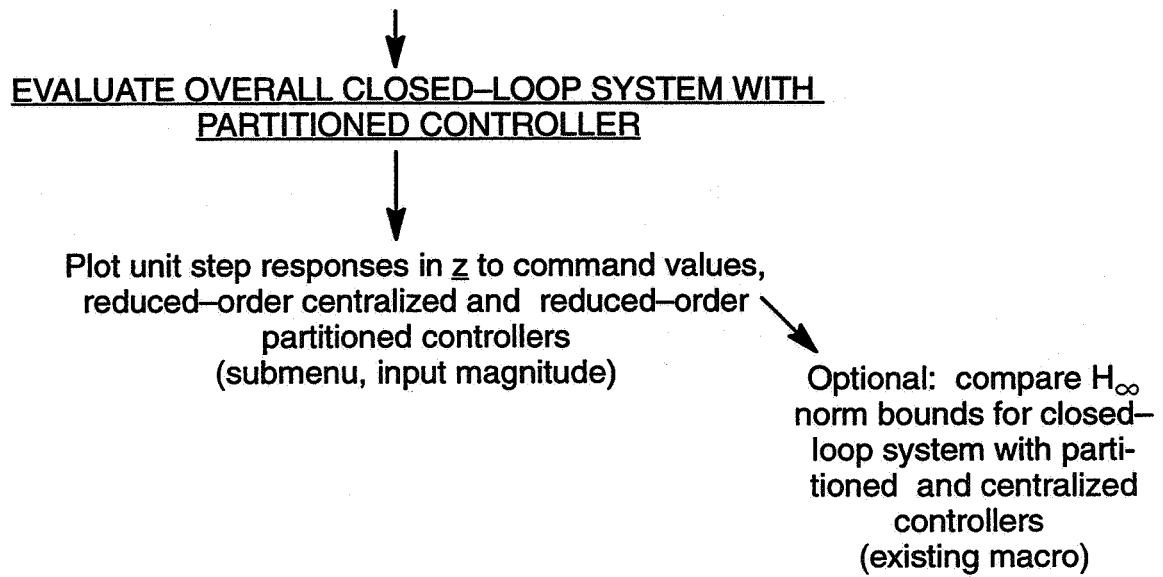 EVALUATE OVERALL CLOSED–LOOP SYSTEM WITH
PARTITIONED CONTROLLER
Plot unit step responses in z to command values,
reduced–order centralized and reduced–order
partitioned controllers
(submenu, input magnitude)
Optional: compare H∞
norm bounds for closed–
loop system with parti-
tioned and centralized
controllers
(existing macro)